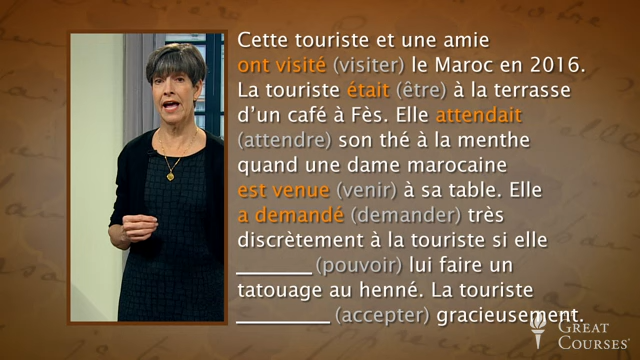 Cette touriste et une amie
ont visité (visiter) le Maroc en 2016.
La touriste était (être) à la terrasse
d'un café à Fès. Elle attendait
(attendre) son thé à la menthe
quand une dame marocaine
est venue (venir) à sa table. Elle
a demandé (demander) très
discrètement à la touriste si elle
________ (pouvoir) lui faire un
tatouage au henné. La touriste
__________ (accepter) gracieusement.
THE
GREAT
COURSES®